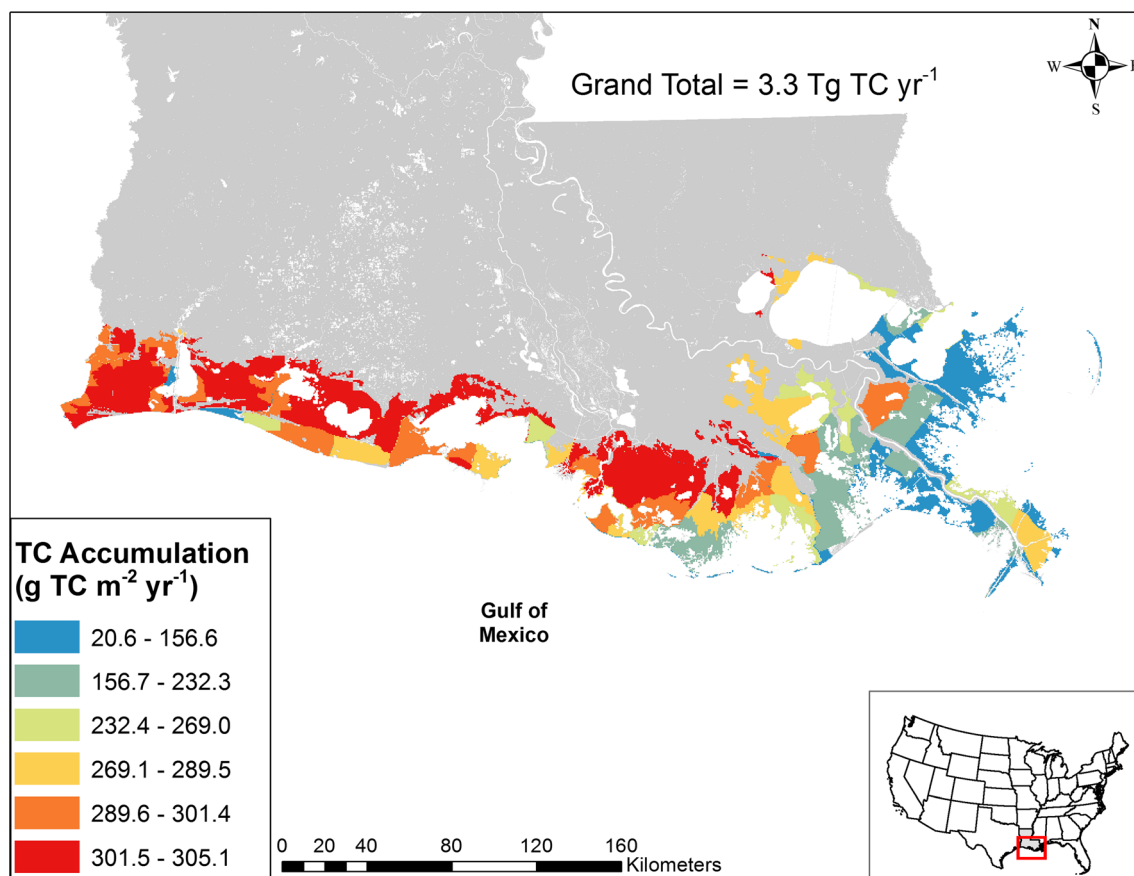 N
W E
S
Grand Total = 3.3 Tg TC yr⁻¹
Gulf of
Mexico
TC Accumulation
(g TC m⁻² yr⁻¹)
20.6 - 156.6
156.7 - 232.3
232.4 - 269.0
269.1 - 289.5
289.6 - 301.4
301.5 - 305.1
0 20 40 80 120 160
Kilometers